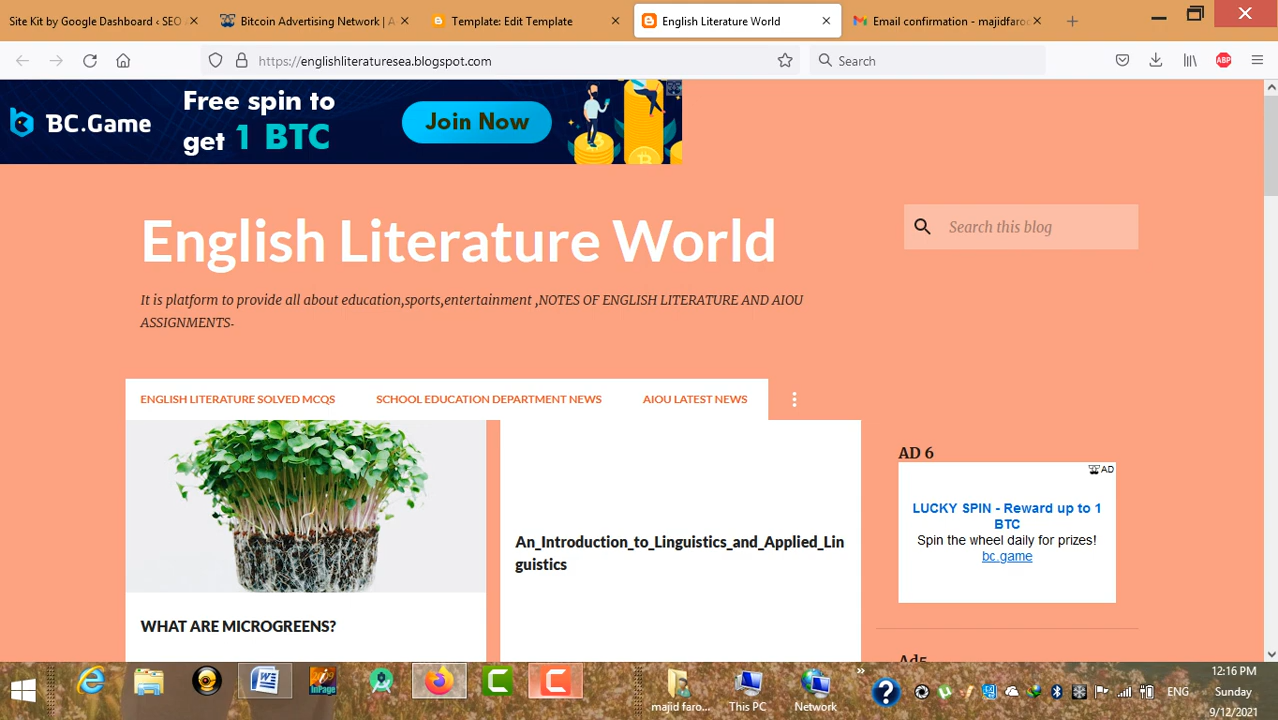 Site Kit by Google Dashboard ‹ SEO
Bitcoin Advertising Network | A
Template: Edit Template
English Literature World
Email confirmation - majidfaroo
https://englishliteraturesea.blogspot.com
Search
ABP
BC.GAME
Free spin to
get 1 BTC
Join Now
English Literature World
Search this blog
It is platform to provide all about education,sports,entertainment ,NOTES OF ENGLISH LITERATURE AND AIOU
ASSIGNMENTS.
ENGLISH LITERATURE SOLVED MCQS
SCHOOL EDUCATION DEPARTMENT NEWS
AIOU LATEST NEWS
WHAT ARE MICROGREENS?
An_Introduction_to_Linguistics_and_Applied_Lin
guistics
AD 6
AD
LUCKY SPIN - Reward up to 1
BTC
Spin the wheel daily for prizes!
bc.game
Ad5
InPage
majid faro...
This PC
Network
ENG
12:16 PM
Sunday
9/12/2021